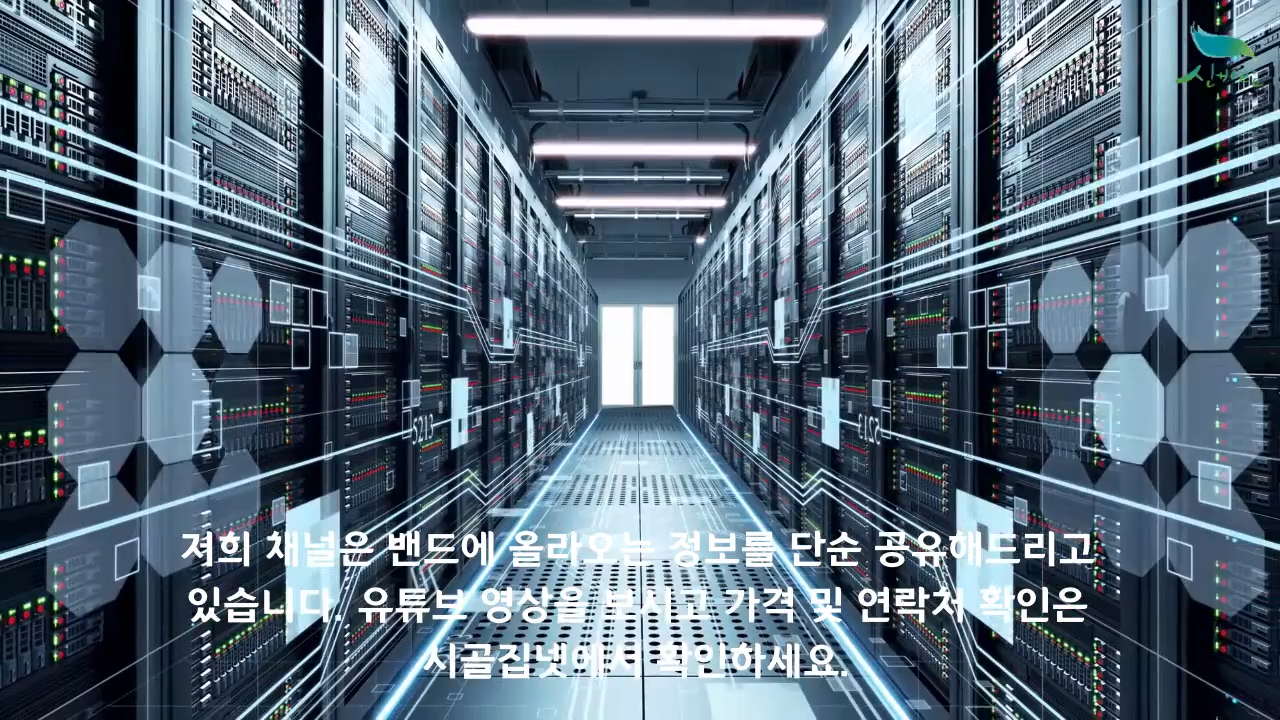 저희 채널은 밴드에 올라오는 정보를 단순 공유해드리고
있습니다. 유튜브 영상을 보시고 가격 및 연락처 확인은
시골집넷에서 확인하세요.
5213